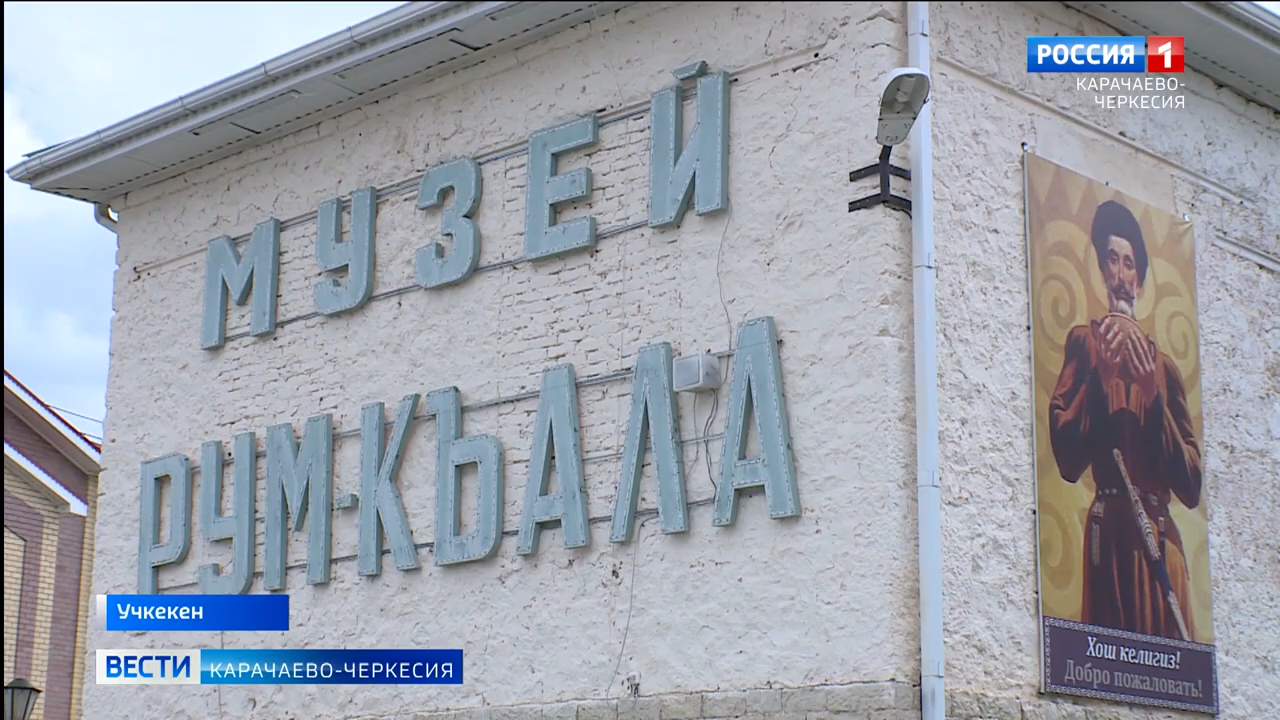 РОССИЯ 1
КАРАЧАЕВО-
ЧЕРКЕСИЯ
МУЗЕЙ
РУМ-КЪАЛА
Хош келигиз!
Добро пожаловать!
Учкекен
ВЕСТИ КАРАЧАЕВО-ЧЕРКЕСИЯ